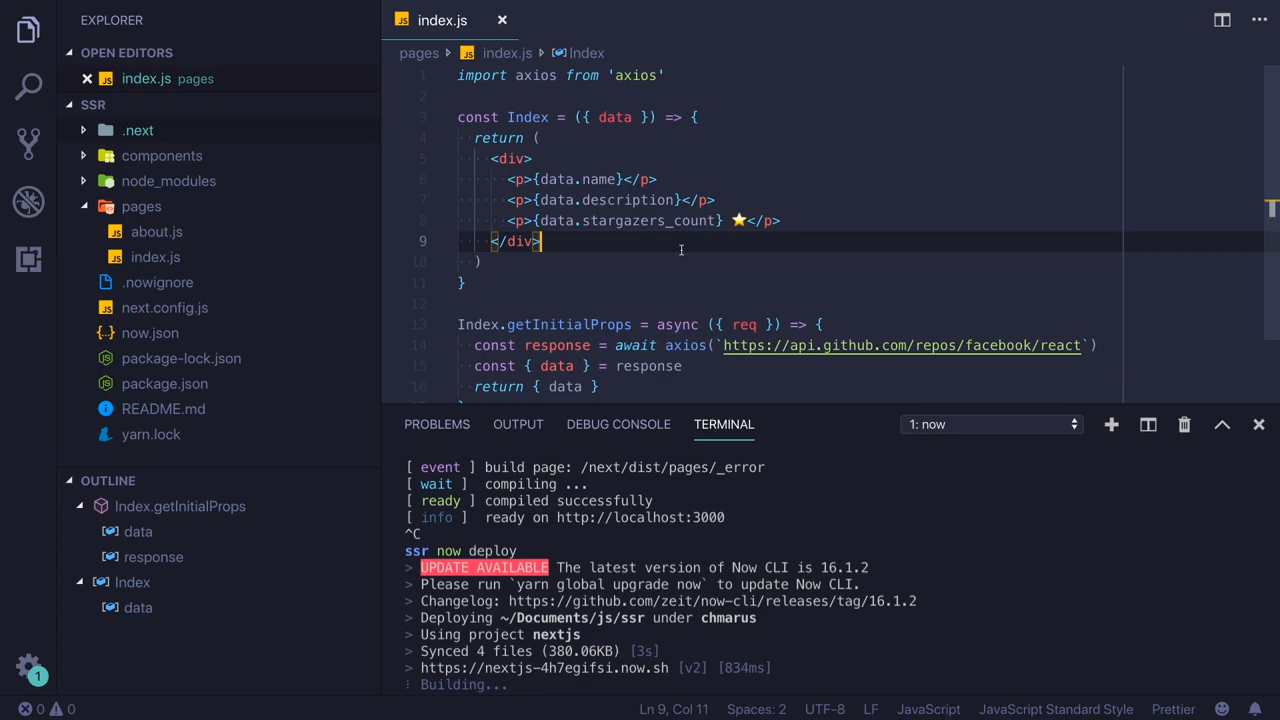 EXPLORER
OPEN EDITORS
JS index.js pages
SSR
.next
components
node_modules
pages
about.js
index.js
.nowignore
JS next.config.js
{..} now.json
package-lock.json
package.json
README.md
yarn.lock
OUTLINE
Index.getInitialProps
data
response
Index
data
JS index.js
pages JS index.js Index
1 import axios from 'axios'
2
3 const Index = ({ data }) => {
4 return (
5 <div>
6 <p>{data.name}</p>
7 <p>{data.description}</p>
8 <p>{data.stargazers_count} ⭐</p>
9 </div>
10 )
11 }
12
13 Index.getInitialProps = async ({ req }) => {
14 const response = await axios(`https://api.github.com/repos/facebook/react`)
15 const { data } = response
16 return { data }
PROBLEMS OUTPUT DEBUG CONSOLE TERMINAL 1: now
[ event ] build page: /next/dist/pages/_error
[ wait ] compiling ...
[ ready ] compiled successfully
[ info ] ready on http://localhost:3000
^C
ssr now deploy
> UPDATE AVAILABLE The latest version of Now CLI is 16.1.2
> Please run `yarn global upgrade now` to update Now CLI.
> Changelog: https://github.com/zeit/now-cli/releases/tag/16.1.2
> Deploying ~/Documents/js/ssr under chmarus
> Using project nextjs
> Synced 4 files (380.06KB) [3s]
> https://nextjs-4h7egifsi.now.sh [v2] [834ms]
Building...
1
0 0 Ln 9, Col 11 Spaces: 2 UTF-8 LF JavaScript JavaScript Standard Style Prettier